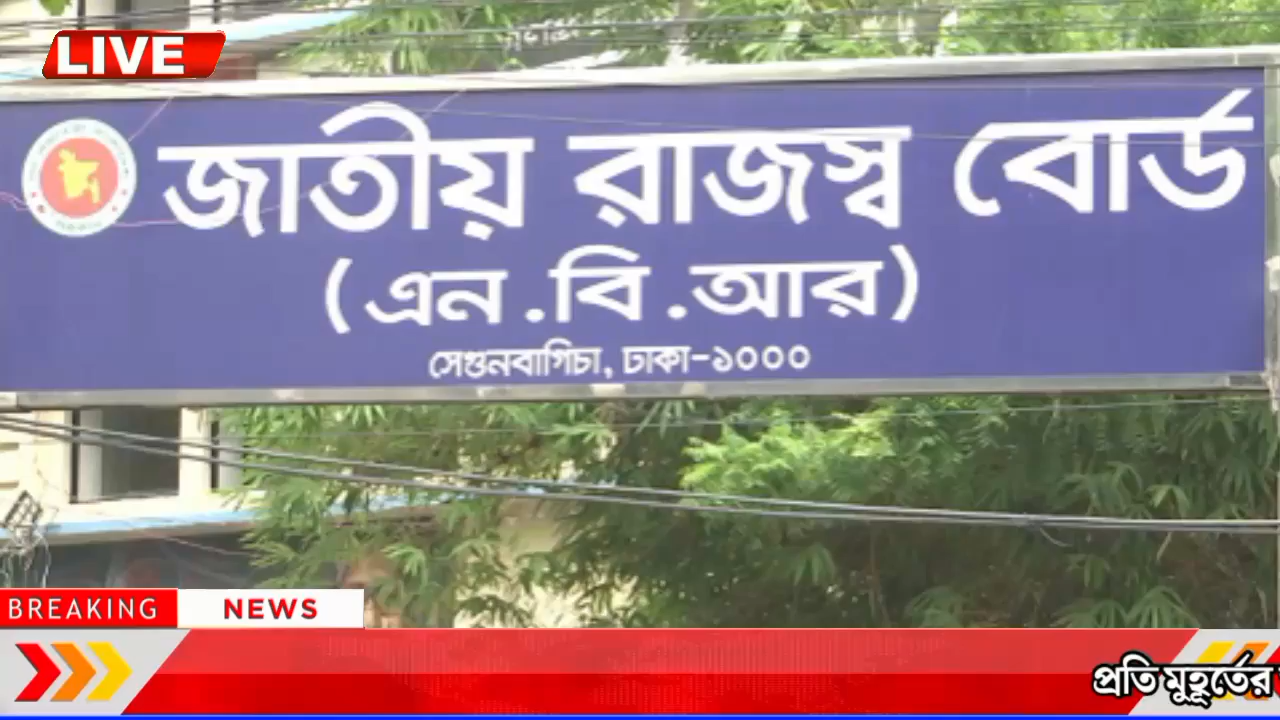 LIVE
জাতীয় রাজস্ব বোর্ড
(এন.বি.আর)
সেগুনবাগিচা, ঢাকা-১০০০
BREAKING NEWS
প্রতি মুহূর্তের